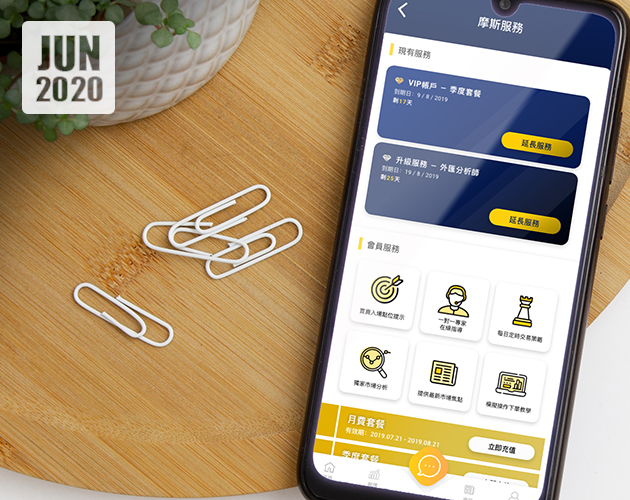 JUN
2020
摩斯服務
現有服務
VIP帳戶 – 季度套餐
到期日: 9 / 8 / 2019
剩17天
延長服務
升級服務 – 外匯分析師
到期日: 19 / 8 / 2019
剩25天
延長服務
會員服務
買賣入場點位提示
一對一專家
在線指導
每日定時交易策略
獨家市場分析
提供最新市場焦點
模擬操作下單教學
月費套餐
有效期: 2019.07.21 - 2019.08.21
立即充值
季度套餐